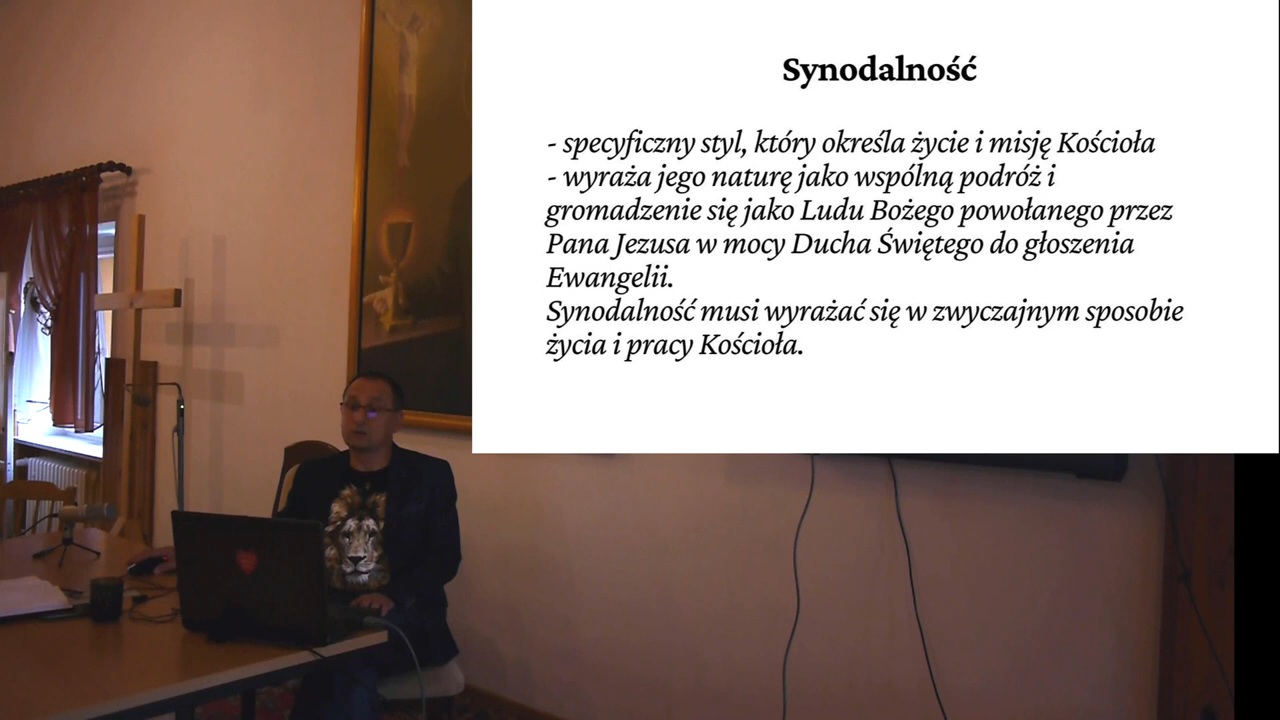 Synodalność
- specyficzny styl, który określa życie i misję Kościoła
- wyraża jego naturę jako wspólną podróż i
gromadzenie się jako Ludu Bożego powołanego przez
Pana Jezusa w mocy Ducha Świętego do głoszenia
Ewangelii.
Synodalność musi wyrażać się w zwyczajnym sposobie
życia i pracy Kościoła.